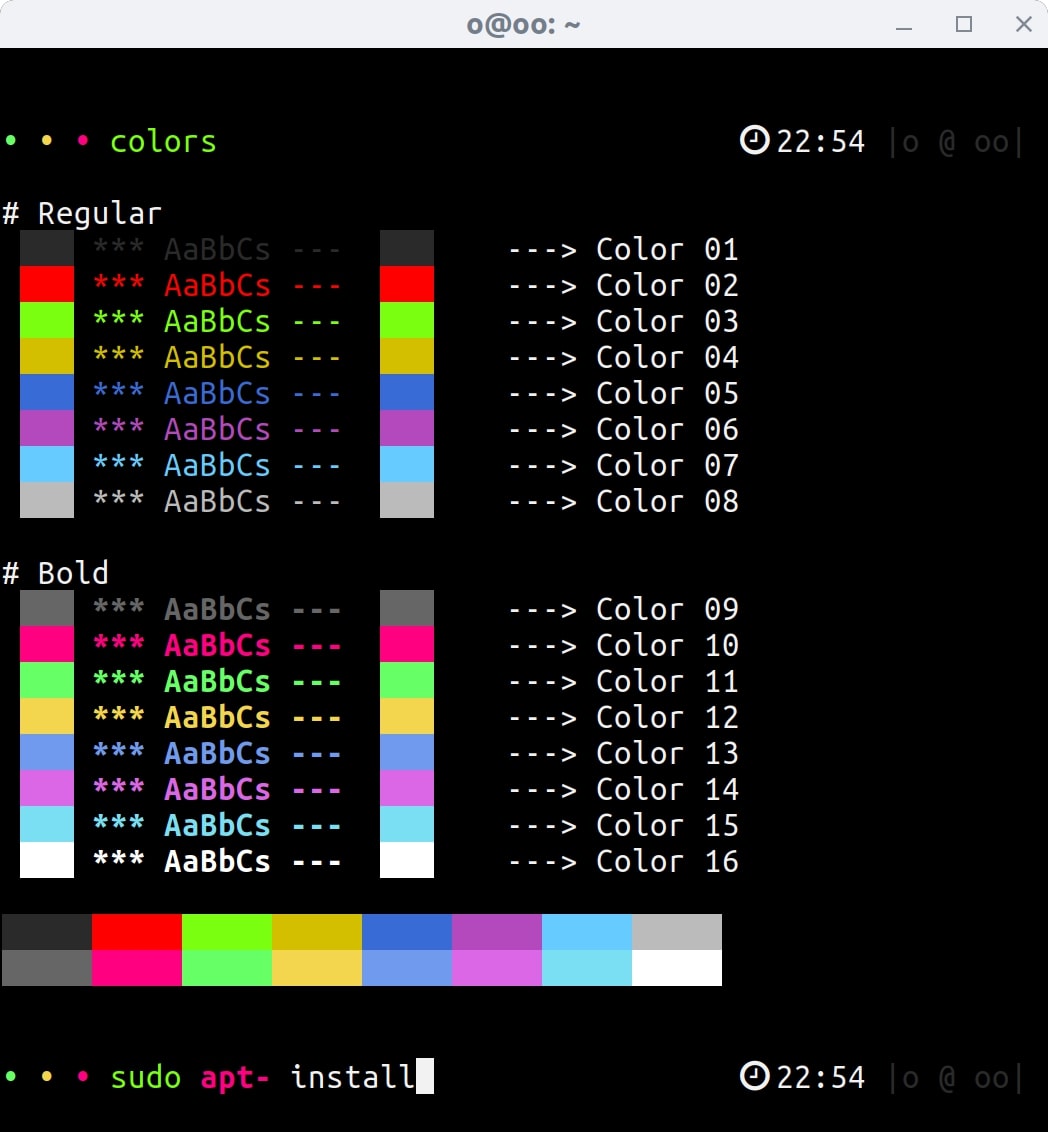 o@oo: ~
• • • colors 22:54 |o @ oo|
# Regular
*** AaBbCs --- ---> Color 01
*** AaBbCs --- ---> Color 02
*** AaBbCs --- ---> Color 03
*** AaBbCs --- ---> Color 04
*** AaBbCs --- ---> Color 05
*** AaBbCs --- ---> Color 06
*** AaBbCs --- ---> Color 07
*** AaBbCs --- ---> Color 08
# Bold
*** AaBbCs --- ---> Color 09
*** AaBbCs --- ---> Color 10
*** AaBbCs --- ---> Color 11
*** AaBbCs --- ---> Color 12
*** AaBbCs --- ---> Color 13
*** AaBbCs --- ---> Color 14
*** AaBbCs --- ---> Color 15
*** AaBbCs --- ---> Color 16
• • • sudo apt- install 22:54 |o @ oo|